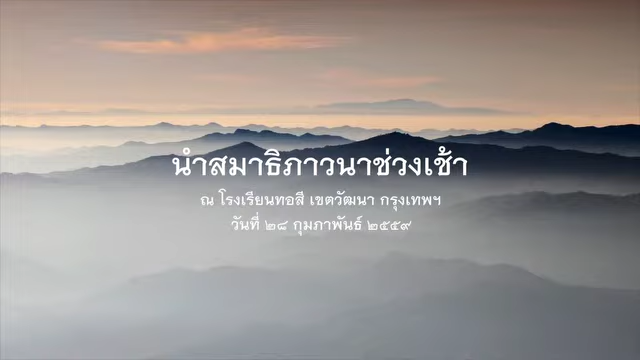 นำสมาธิภาวนาช่วงเช้า
ณ โรงเรียนทอสี เขตวัฒนา กรุงเทพฯ
วันที่ ๒๘ กุมภาพันธ์ ๒๕๕๙